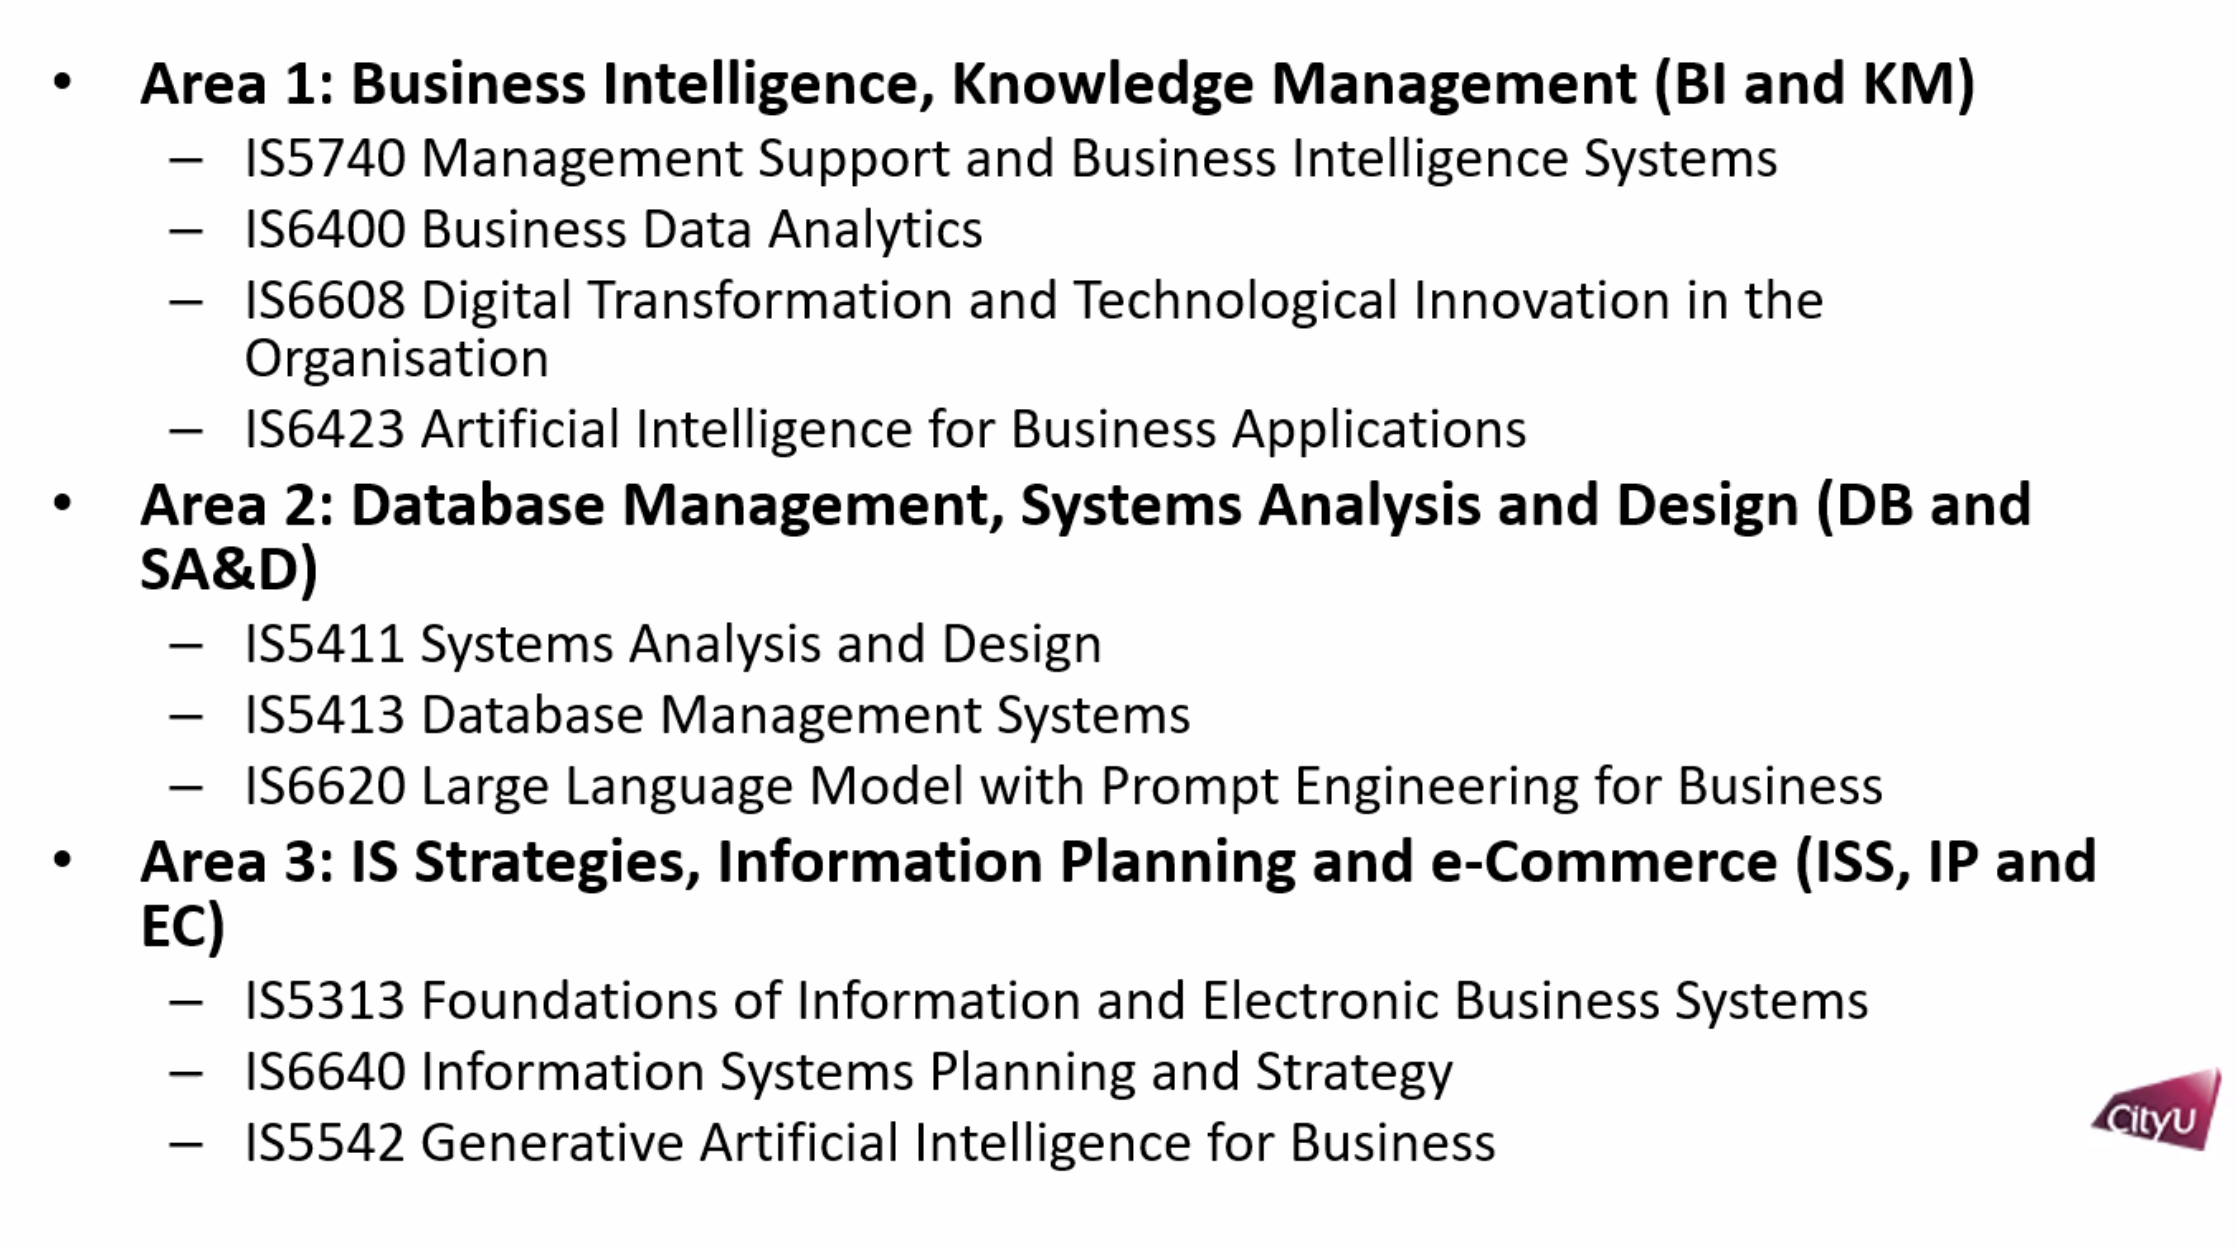 • Area 1: Business Intelligence, Knowledge Management (BI and KM)
– IS5740 Management Support and Business Intelligence Systems
– IS6400 Business Data Analytics
– IS6608 Digital Transformation and Technological Innovation in the
Organisation
– IS6423 Artificial Intelligence for Business Applications
• Area 2: Database Management, Systems Analysis and Design (DB and
SA&D)
– IS5411 Systems Analysis and Design
– IS5413 Database Management Systems
– IS6620 Large Language Model with Prompt Engineering for Business
• Area 3: IS Strategies, Information Planning and e-Commerce (ISS, IP and
EC)
– IS5313 Foundations of Information and Electronic Business Systems
– IS6640 Information Systems Planning and Strategy
– IS5542 Generative Artificial Intelligence for Business
CityU